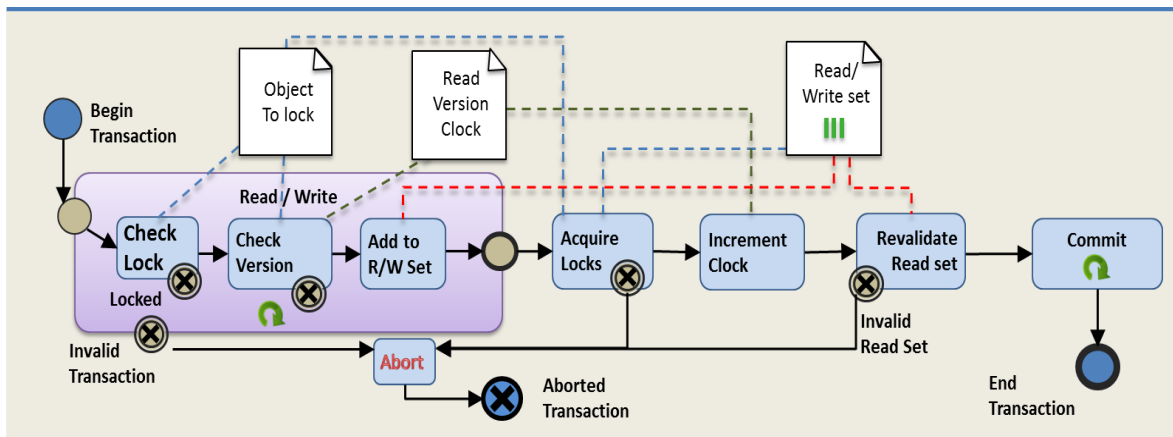 Object
To lock
Read
Version
Clock
Read/
Write set
Begin
Transaction
Read / Write
Check
Lock
Check
Version
Add to
R/W Set
Acquire
Locks
Increment
Clock
Revalidate
Read set
Commit
Locked
Invalid
Transaction
Abort
Invalid
Read Set
Aborted
Transaction
End
Transaction